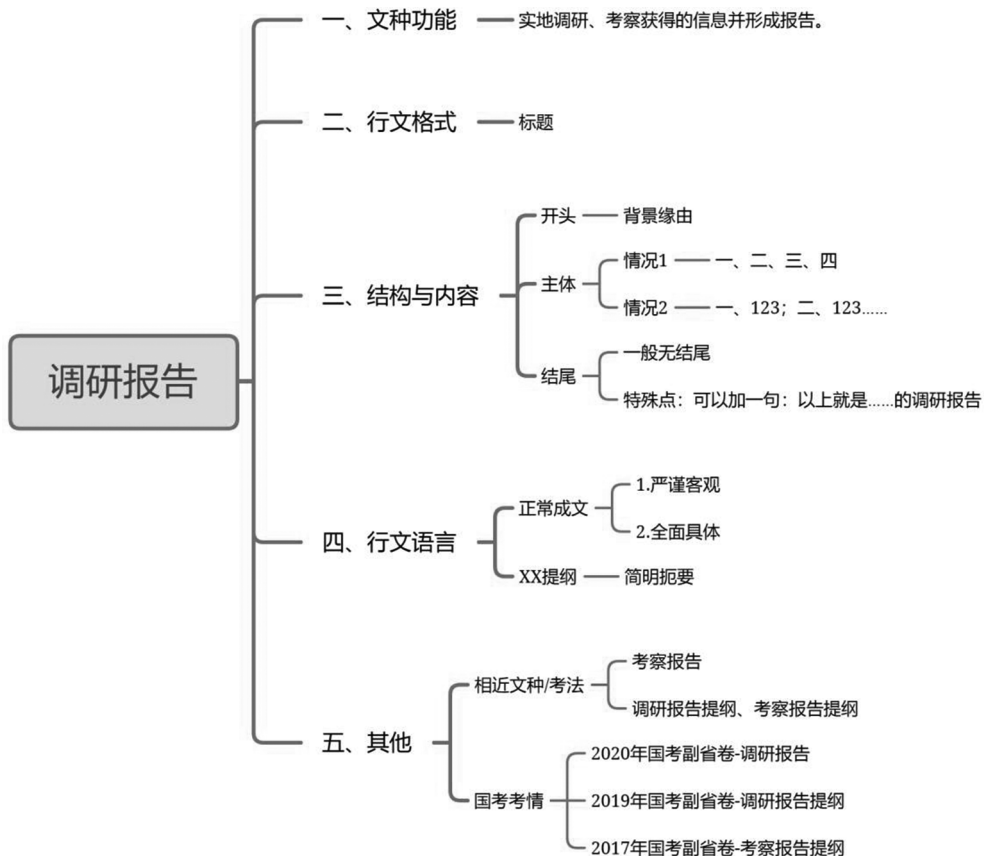 调研报告
一、文种功能
实地调研、考察获得的信息并形成报告。
二、行文格式
标题
三、结构与内容
开头
背景缘由
主体
情况1
一、二、三、四
情况2
一、123；二、123……
结尾
一般无结尾
特殊点：可以加一句：以上就是……的调研报告
四、行文语言
正常成文
1.严谨客观
2.全面具体
XX提纲
简明扼要
五、其他
相近文种/考法
考察报告
调研报告提纲、考察报告提纲
国考考情
2020年国考副省卷-调研报告
2019年国考副省卷-调研报告提纲
2017年国考副省卷-考察报告提纲